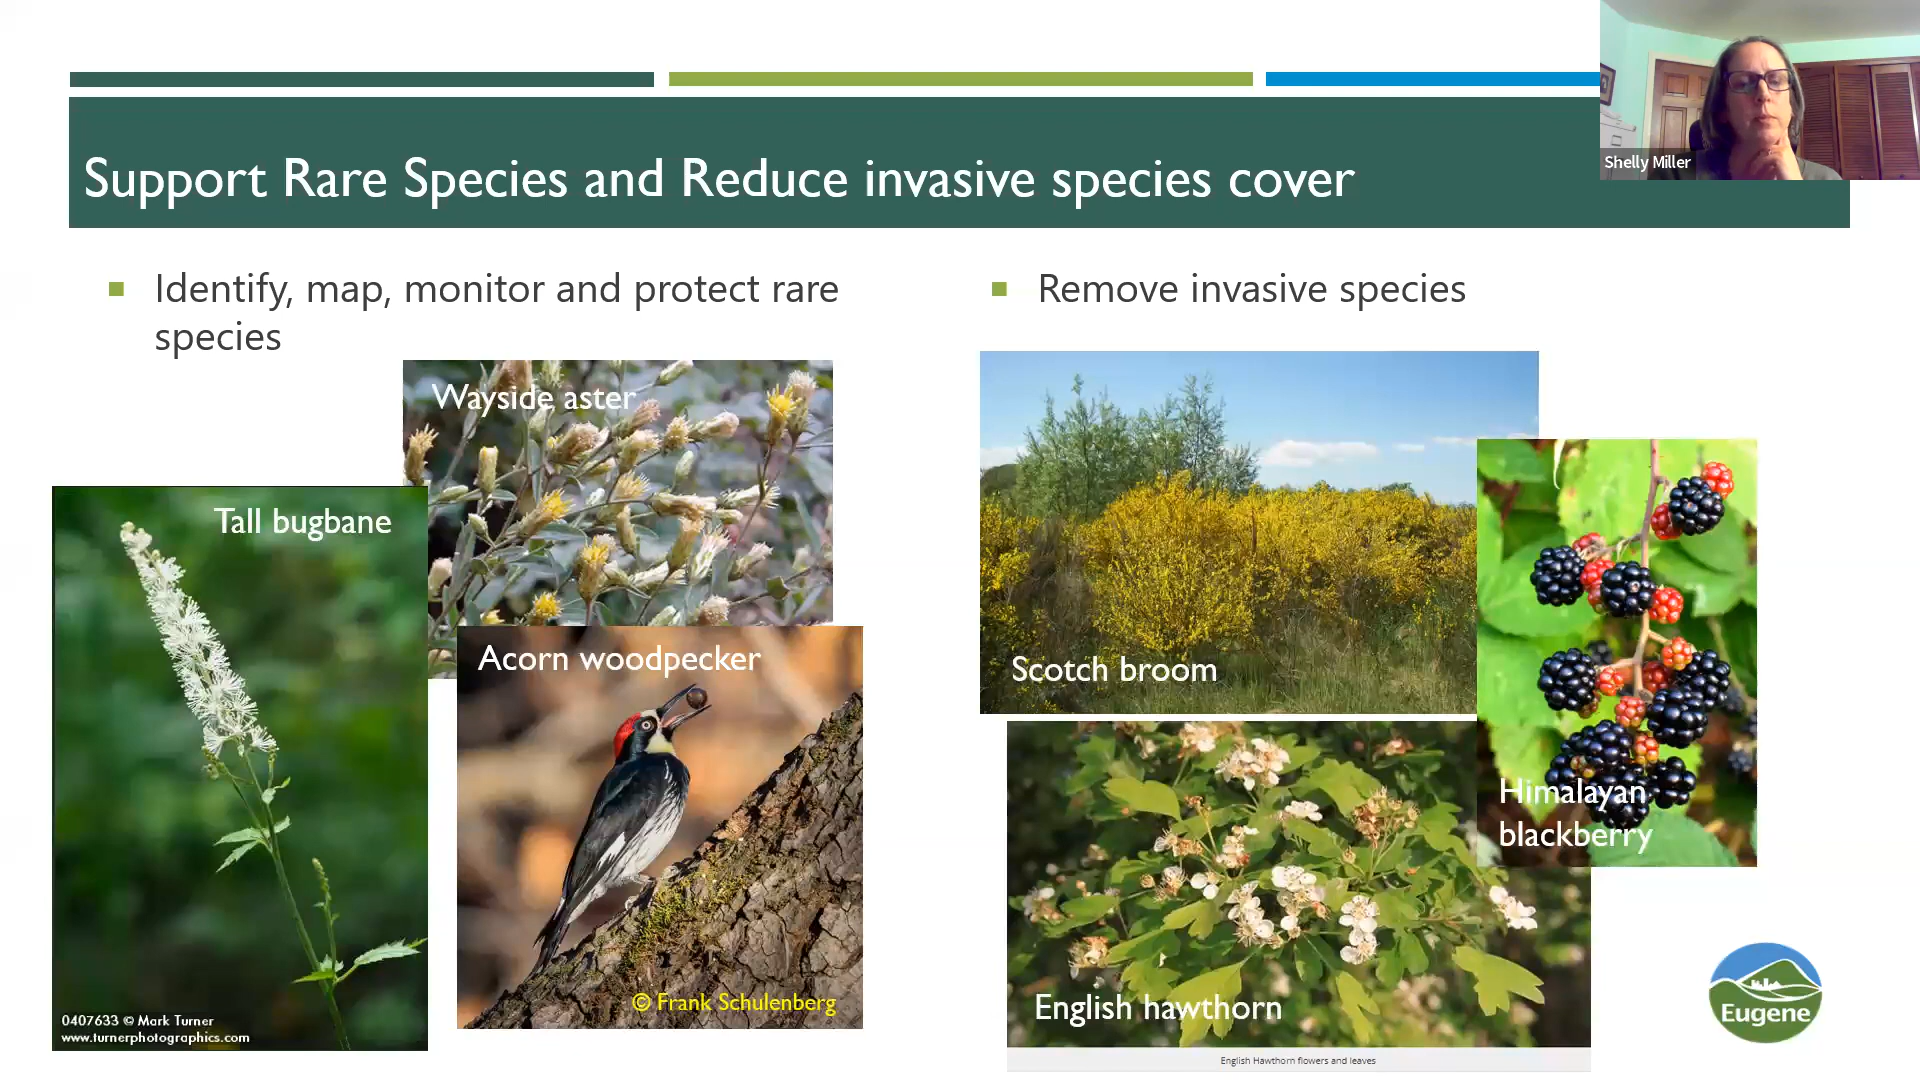 Shelly Miller
Support Rare Species and Reduce invasive species cover
Identify, map, monitor and protect rare
species
Wayside aster
Tall bugbane
Acorn woodpecker
© Frank Schulenberg
0407633 © Mark Turner
www.turnerphotographics.com
Remove invasive species
Scotch broom
Himalayan
blackberry
English hawthorn
English Hawthorn flowers and leaves
Eugene